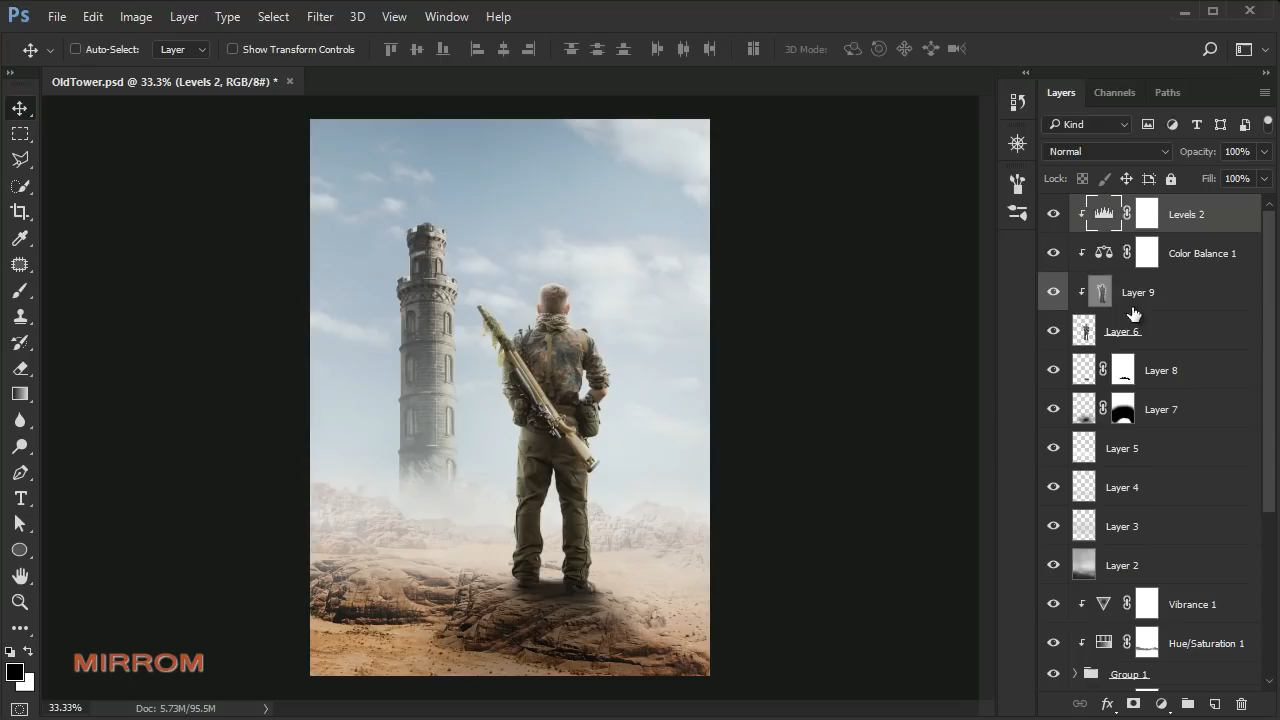 Ps File Edit Image Layer Type Select Filter 3D View Window Help
Auto-Select: Layer Show Transform Controls 3D Mode:
OldTower.psd @ 33.3% (Levels 2, RGB/8#) *
Layers Channels Paths
Kind
Normal Opacity: 100%
Lock: Fill: 100%
Levels 2
Color Balance 1
Layer 9
Layer 6
Layer 8
Layer 7
Layer 5
Layer 4
Layer 3
Layer 2
Vibrance 1
Hue/Saturation 1
Group 1
MIRROM
33.33% Doc: 5.73M/95.5M